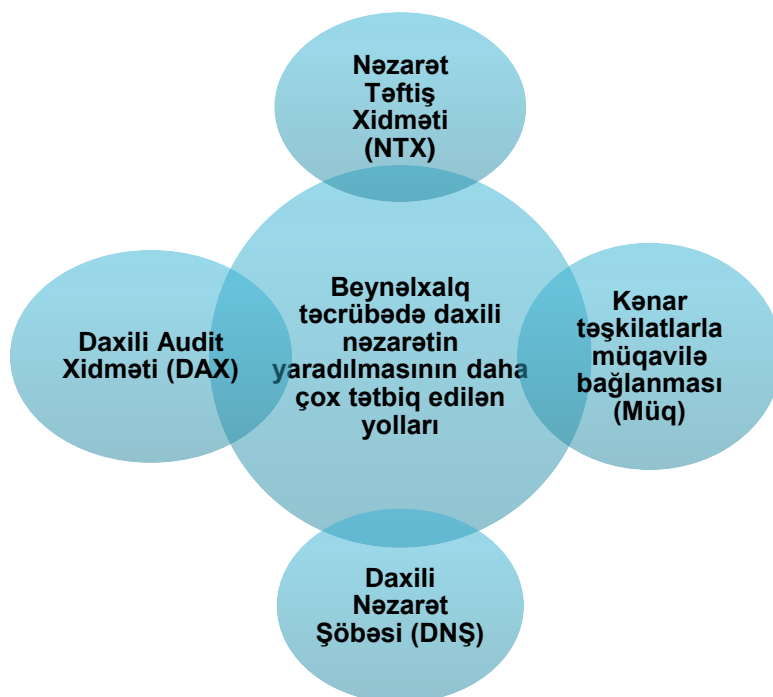 Nəzarət
Təftiş
Xidməti
(NTX)
Beynəlxalq
təcrübədə daxili
nəzarətin
yaradılmasının daha
çox tətbiq edilən
yolları
Daxili Audit
Xidməti (DAX)
Kənar
təşkilatlarla
müqavilə
bağlanması
(Müq)
Daxili
Nəzarət
Şöbəsi (DNŞ)